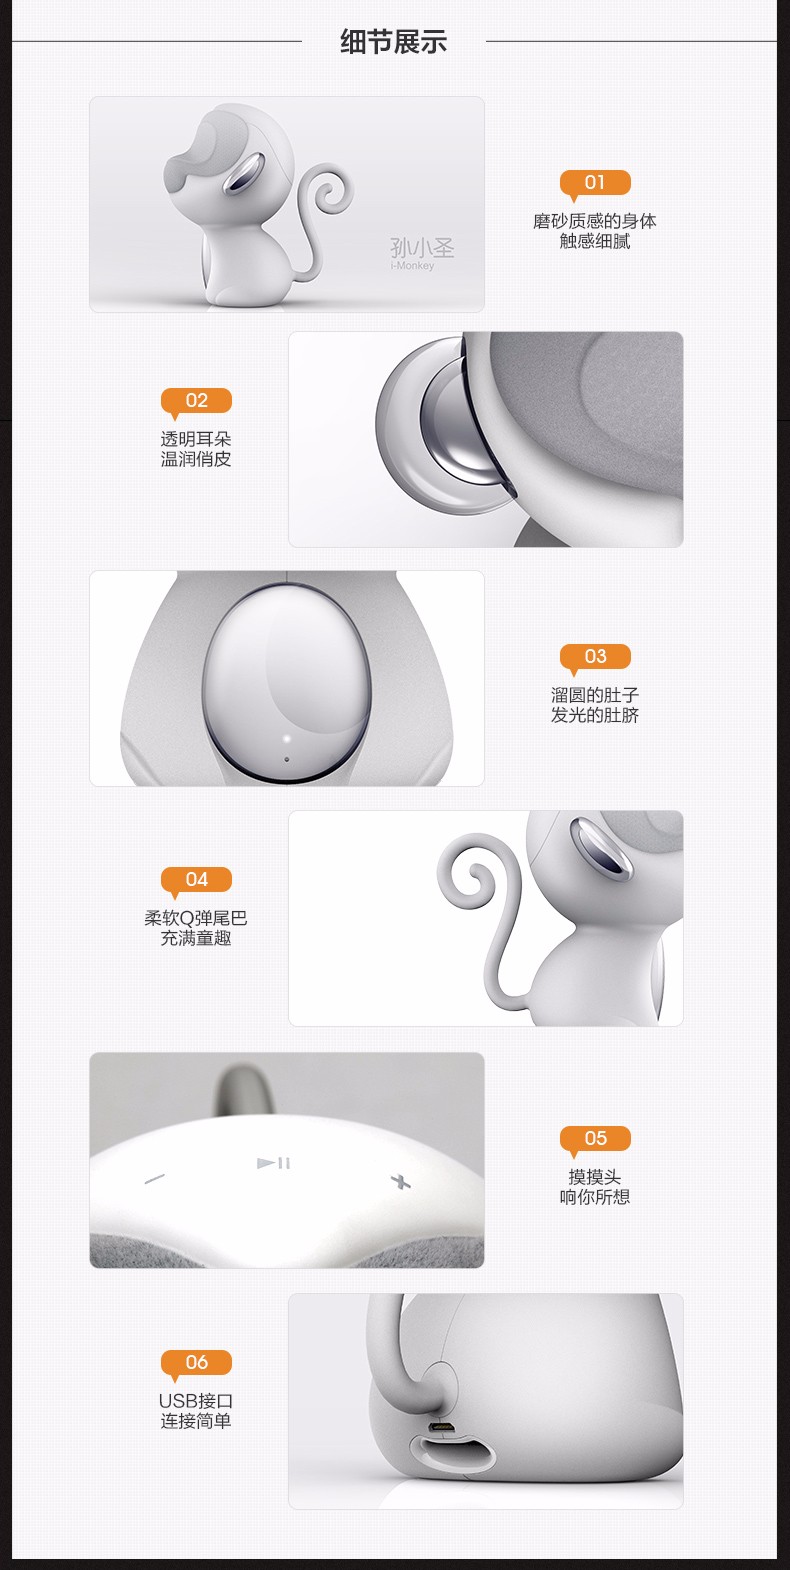 细节展示
孙小圣
i-Monkey
01
磨砂质感的身体
触感细腻
02
透明耳朵
温润俏皮
03
溜圆的肚子
发光的肚脐
04
柔软Q弹尾巴
充满童趣
05
摸摸头
响你所想
06
USB接口
连接简单